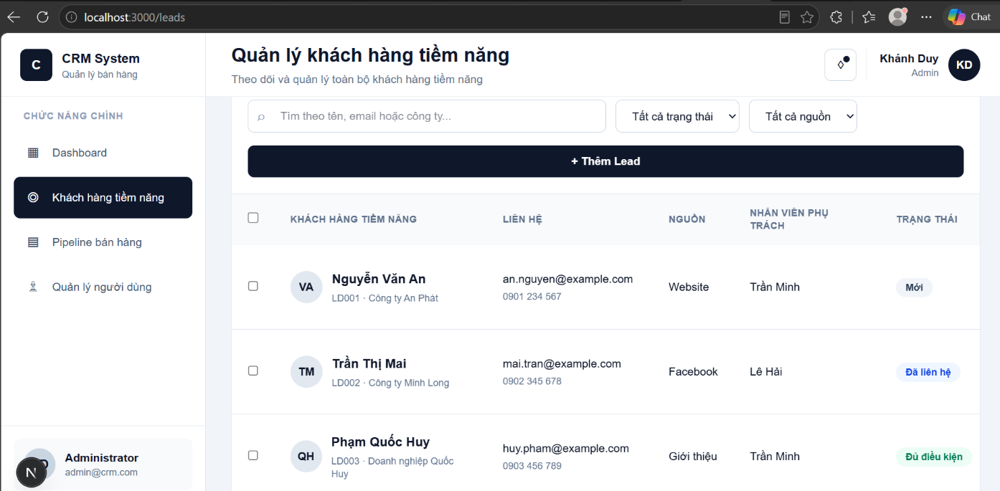 localhost:3000/leads
Chat
C
CRM System
Quản lý bán hàng
Quản lý khách hàng tiềm năng
Theo dõi và quản lý toàn bộ khách hàng tiềm năng
Khánh Duy
Admin
KD
CHỨC NĂNG CHÍNH
Dashboard
Khách hàng tiềm năng
Pipeline bán hàng
Quản lý người dùng
Administrator
admin@crm.com
N
Tìm theo tên, email hoặc công ty...
Tất cả trạng thái
Tất cả nguồn
+ Thêm Lead
KHÁCH HÀNG TIỀM NĂNG
LIÊN HỆ
NGUỒN
NHÂN VIÊN PHỤ
TRÁCH
TRẠNG THÁI
VA
Nguyễn Văn An
LD001 · Công ty An Phát
an.nguyen@example.com
0901 234 567
Website
Trần Minh
Mới
TM
Trần Thị Mai
LD002 · Công ty Minh Long
mai.tran@example.com
0902 345 678
Facebook
Lê Hải
Đã liên hệ
QH
Phạm Quốc Huy
LD003 · Doanh nghiệp Quốc
Huy
huy.pham@example.com
0903 456 789
Giới thiệu
Trần Minh
Đủ điều kiện